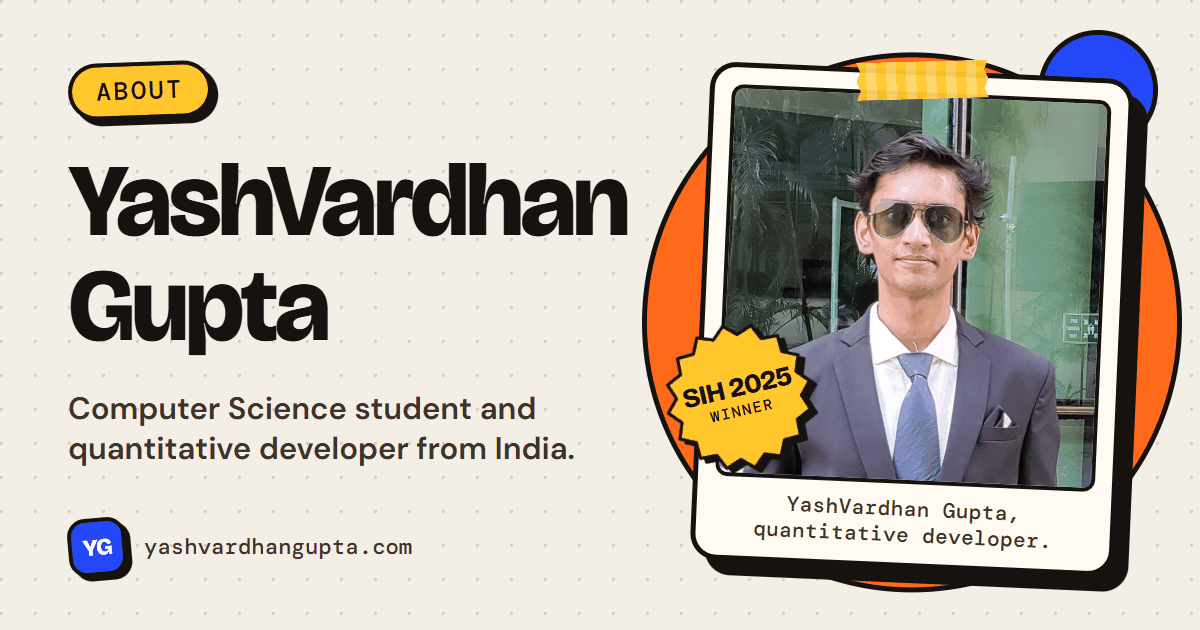 ABOUT
YashVardhan
Gupta
Computer Science student and
quantitative developer from India.
YG
yashvardhangupta.com
SIH 2025
WINNER
YashVardhan Gupta,
quantitative developer.